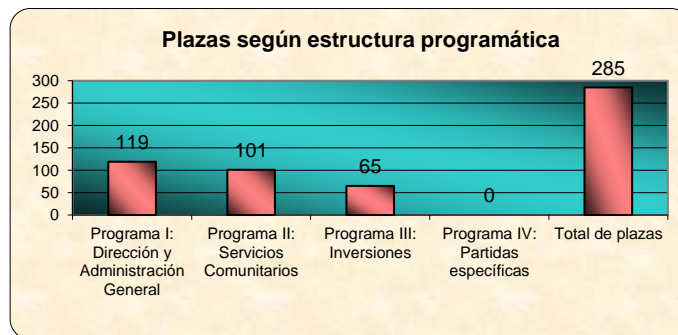 Plazas según estructura programática
285
300
250
200
150
100
50
0
119
101
65
0
Programa I:
Dirección y
Administración
General
Programa II:
Servicios
Comunitarios
Programa III:
Inversiones
Programa IV:
Partidas
específicas
Total de plazas